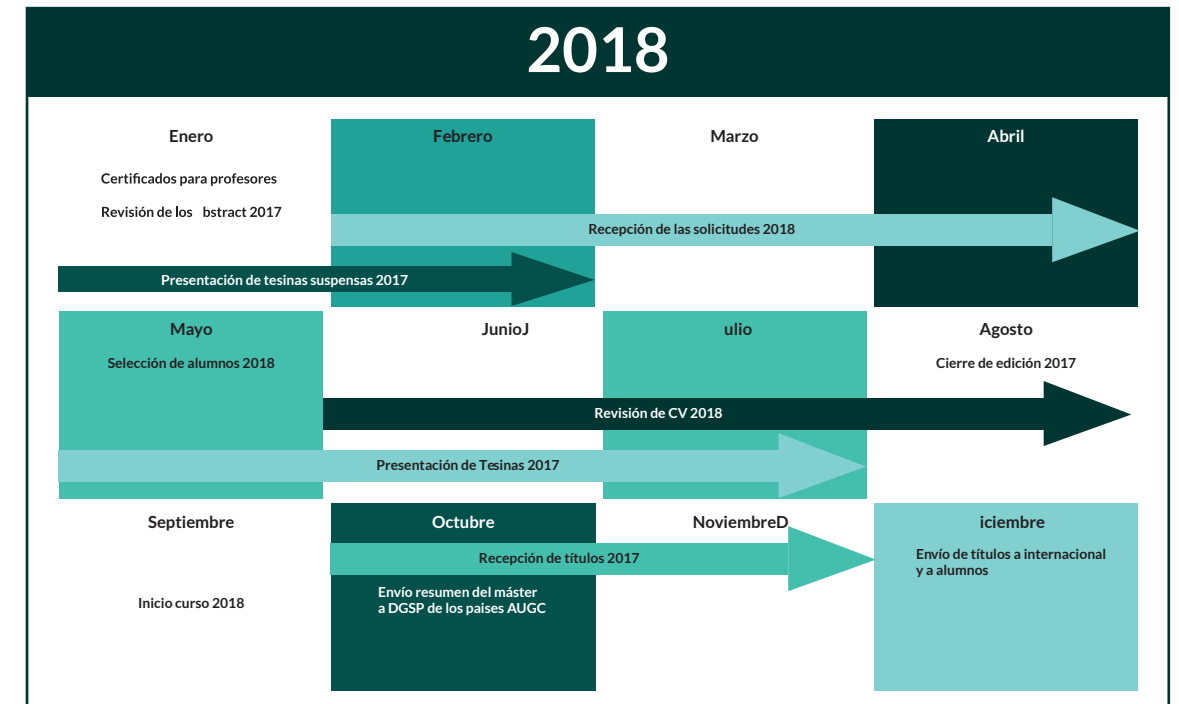 2018
Enero
Febrero
Marzo
Abril
Certificados para profesores
Revisión de los bstract 2017
Recepción de las solicitudes 2018
Presentación de tesinas suspensas 2017
Mayo
JunioJ
ulio
Agosto
Selección de alumnos 2018
Cierre de edición 2017
Revisión de CV 2018
Presentación de Tesinas 2017
Septiembre
Octubre
NoviembreD
iciembre
Recepción de títulos 2017
Envío de títulos a internacional
y a alumnos
Inicio curso 2018
Envío resumen del máster
a DGSP de los paises AUGC